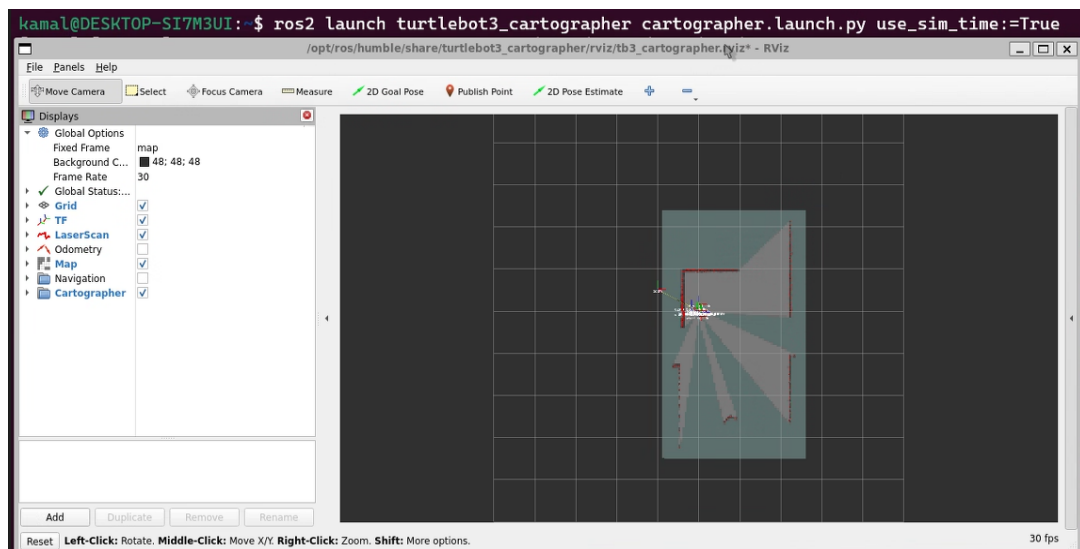 kamal@DESKTOP-SI7M3UI:~$ ros2 launch turtlebot3_cartographer cartographer.launch.py use_sim_time:=True
/opt/ros/humble/share/turtlebot3_cartographer/rviz/tb3_cartographer.rviz* - RViz
File Panels Help
Move Camera Select Focus Camera Measure 2D Goal Pose Publish Point 2D Pose Estimate
Displays
Global Options
Fixed Frame map
Background C... 48; 48; 48
Frame Rate 30
Global Status:...
Grid
TF
LaserScan
Odometry
Map
Navigation
Cartographer
Add Duplicate Remove Rename
Reset Left-Click: Rotate. Middle-Click: Move X/Y. Right-Click: Zoom. Shift: More options. 30 fps